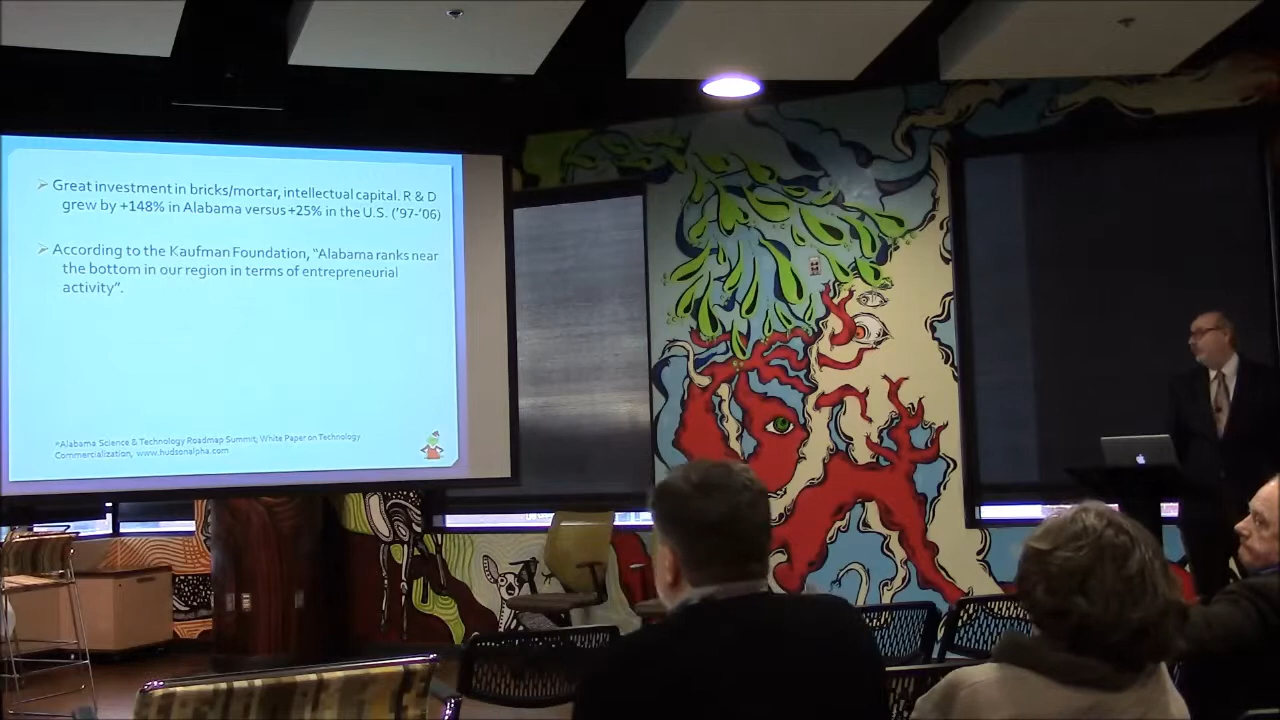 Great investment in bricks/mortar, intellectual capital. R & D
grew by +148% in Alabama versus +25% in the U.S. ('97-'06)
According to the Kaufman Foundation, "Alabama ranks near
the bottom in our region in terms of entrepreneurial
activity".
*Alabama Science & Technology Roadmap Summit; White Paper on Technology
Commercialization, www.hudsonalpha.com